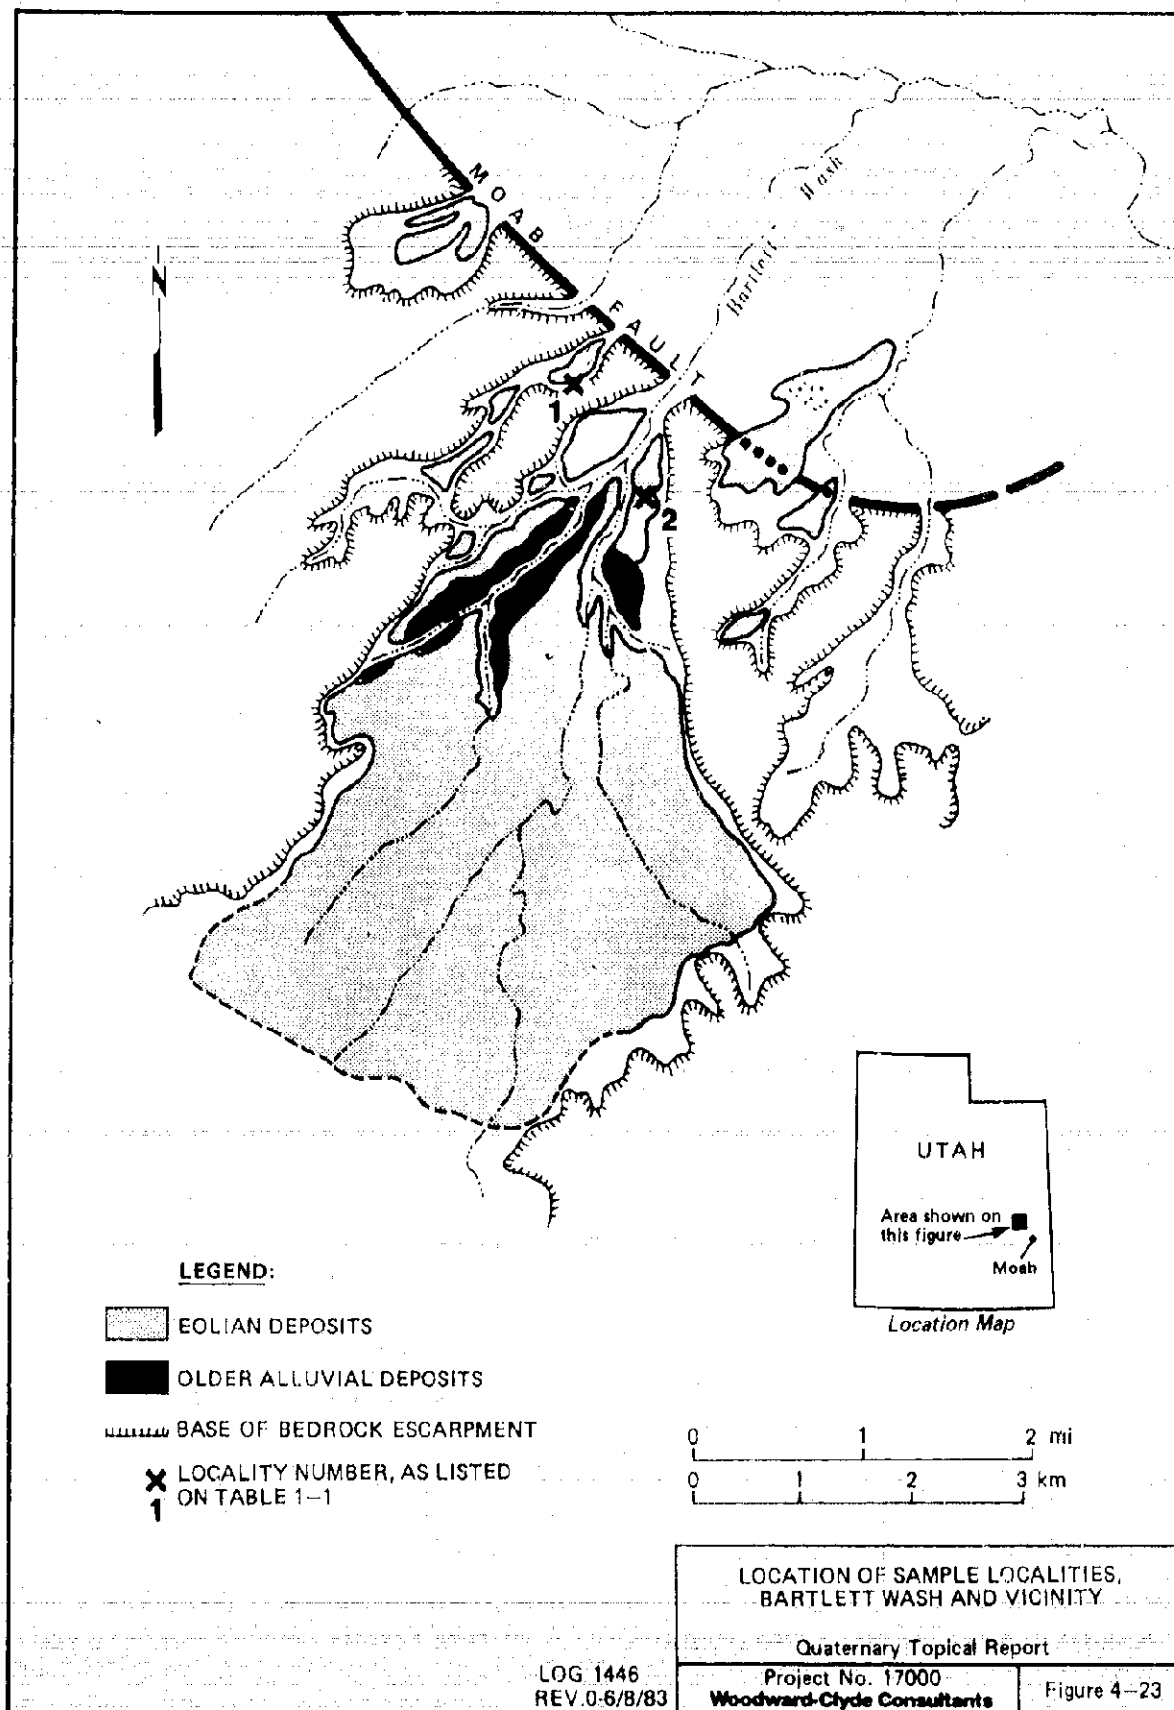 MOAB FAULT
Bartlett Wash
N
1
2
UTAH
Area shown on
this figure
Moab
Location Map
LEGEND:
EOLIAN DEPOSITS
OLDER ALLUVIAL DEPOSITS
BASE OF BEDROCK ESCARPMENT
LOCALITY NUMBER, AS LISTED
ON TABLE 1-1
1
0 1 2 mi
0 1 2 3 km
LOCATION OF SAMPLE LOCALITIES,
BARTLETT WASH AND VICINITY
Quaternary Topical Report
LOG 1446
REV.0-6/8/83
Project No. 17000
Woodward-Clyde Consultants
Figure 4-23